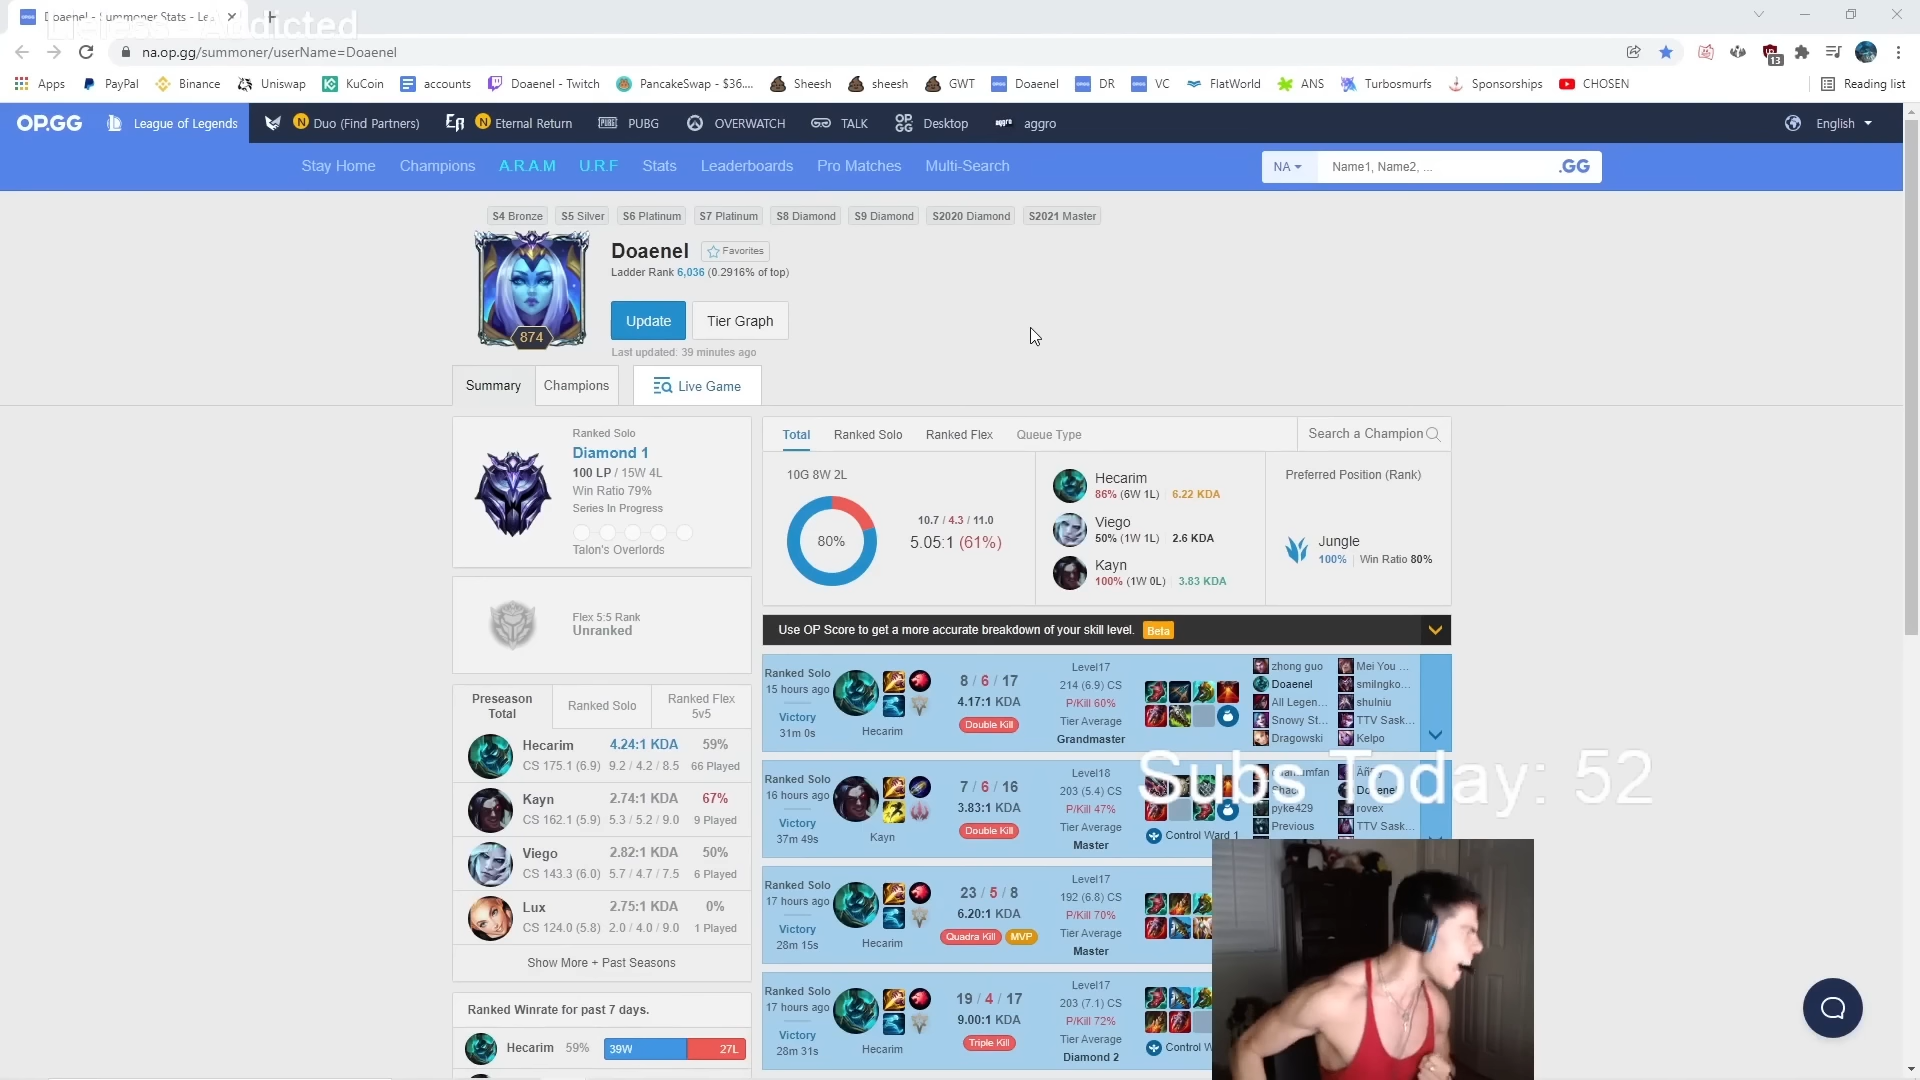 Doaenel - Summoner Stats - Lea
Addicted
na.op.gg/summoner/userName=Doaenel
13
Apps PayPal Binance Uniswap KuCoin accounts Doaenel - Twitch PancakeSwap - $36.... Sheesh sheesh GWT Doaenel DR VC FlatWorld ANS Turbosmurfs Sponsorships CHOSEN Reading list
OP.GG League of Legends N Duo (Find Partners) ER N Eternal Return PUBG OVERWATCH TALK OP GG Desktop aggro aggro English
Stay Home Champions A.R.A.M U.R.F Stats Leaderboards Pro Matches Multi-Search NA Name1, Name2, ... .GG
S4 Bronze S5 Silver S6 Platinum S7 Platinum S8 Diamond S9 Diamond S2020 Diamond S2021 Master
Doaenel Favorites
Ladder Rank 6,036 (0.2916% of top)
874
Update Tier Graph
Last updated: 39 minutes ago
Summary Champions Live Game
Ranked Solo
Diamond 1
100 LP / 15W 4L
Win Ratio 79%
Series In Progress
Talon's Overlords
Flex 5:5 Rank
Unranked
Preseason Total Ranked Solo Ranked Flex 5v5
Hecarim 4.24:1 KDA 59%
CS 175.1 (6.9) 9.2 / 4.2 / 8.5 66 Played
Kayn 2.74:1 KDA 67%
CS 162.1 (5.9) 5.3 / 5.2 / 9.0 9 Played
Viego 2.82:1 KDA 50%
CS 143.3 (6.0) 5.7 / 4.7 / 7.5 6 Played
Lux 2.75:1 KDA 0%
CS 124.0 (5.8) 2.0 / 4.0 / 9.0 1 Played
Show More + Past Seasons
Ranked Winrate for past 7 days.
Hecarim 59% 39W 27L
Total Ranked Solo Ranked Flex Queue Type Search a Champion
10G 8W 2L
80%
10.7 / 4.3 / 11.0
5.05:1 (61%)
Hecarim
86% (6W 1L) 6.22 KDA
Viego
50% (1W 1L) 2.6 KDA
Kayn
100% (1W 0L) 3.83 KDA
Preferred Position (Rank)
Jungle
100% Win Ratio 80%
Use OP Score to get a more accurate breakdown of your skill level. Beta
Ranked Solo
15 hours ago
Victory
31m 0s
Hecarim
8 / 6 / 17
4.17:1 KDA
Double Kill
Level17
214 (6.9) CS
P/Kill 60%
Tier Average
Grandmaster
zhong guo Mei You ...
Doaenel smilngko...
All Legen... shulniu
Snowy St... TTV Sask...
Dragowski Kelpo
Ranked Solo
16 hours ago
Victory
37m 49s
Kayn
7 / 6 / 16
3.83:1 KDA
Double Kill
Level18
203 (5.4) CS
P/Kill 47%
Tier Average
Master
Control Ward 1
pyke429 rovex
Previous TTV Sask...
Subs Today: 52
Ranked Solo
17 hours ago
Victory
28m 15s
Hecarim
23 / 5 / 8
6.20:1 KDA
Quadra Kill MVP
Level17
192 (6.8) CS
P/Kill 70%
Tier Average
Master
Ranked Solo
17 hours ago
Victory
28m 31s
Hecarim
19 / 4 / 17
9.00:1 KDA
Triple Kill
Level17
203 (7.1) CS
P/Kill 72%
Tier Average
Diamond 2
Control W